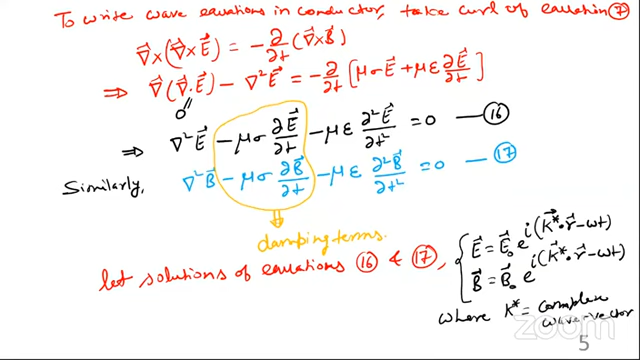 To write wave equations in conductor, take curl of equation ⑦
∇⃗×(∇⃗×E⃗) = -∂/∂t (∇⃗×B⃗)
⇒ ∇⃗(∇⃗.E⃗) - ∇²E⃗ = -∂/∂t [μσE⃗ + με ∂E⃗/∂t]
0
⇒ ∇²E⃗ - μσ ∂E⃗/∂t - με ∂²E⃗/∂t² = 0 — ⑯
Similarly, ∇²B⃗ - μσ ∂B⃗/∂t - με ∂²B⃗/∂t² = 0 — ⑰
damping terms.
let solutions of equations ⑯ & ⑰,
{ E⃗ = E⃗₀ e^i(K⃗*.r⃗-ωt)
B⃗ = B⃗₀ e^i(K⃗*.r⃗-ωt)
where K* = complex
wave-vector
zoom
5